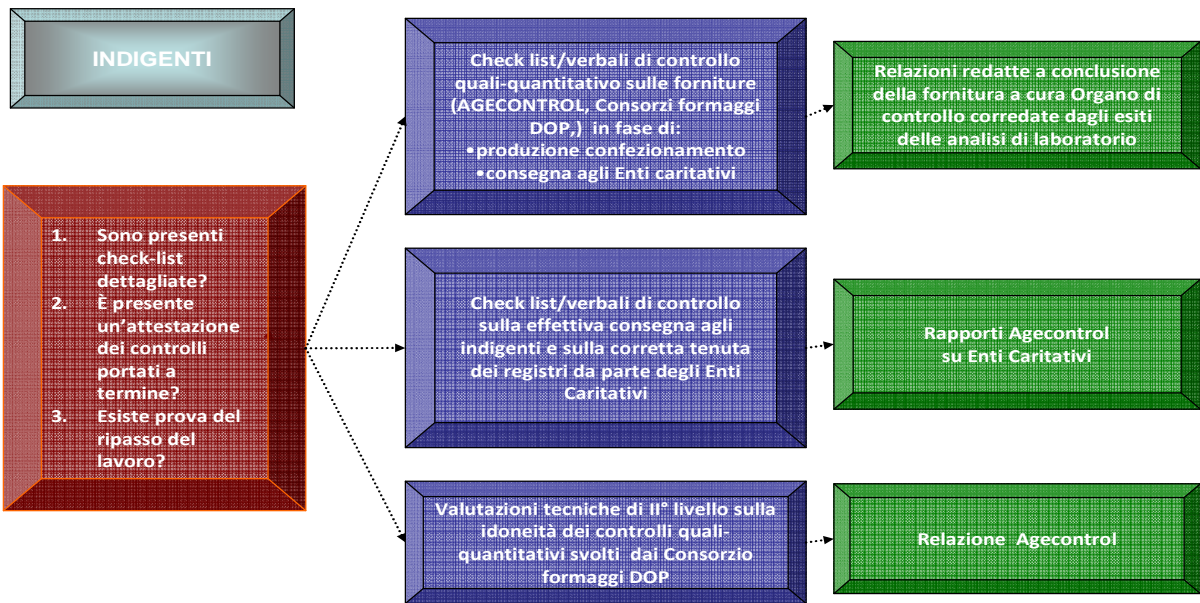 INDIGENTI
1. Sono presenti
check-list
dettagliate?
2. È presente
un'attestazione
dei controlli
portati a
termine?
3. Esiste prova del
ripasso del
lavoro?
Check list/verbali di controllo
quali-quantitativo sulle forniture
(AGECONTROL, Consorzi formaggi
DOP,) in fase di:
•produzione confezionamento
•consegna agli Enti caritativi
Relazioni redatte a conclusione
della fornitura a cura Organo di
controllo corredate dagli esiti
delle analisi di laboratorio
Check list/verbali di controllo
sulla effettiva consegna agli
indigenti e sulla corretta tenuta
dei registri da parte degli Enti
Caritativi
Rapporti Agecontrol
su Enti Caritativi
Valutazioni tecniche di II° livello sulla
idoneità dei controlli quali-
quantitativi svolti dai Consorzio
formaggi DOP
Relazione Agecontrol